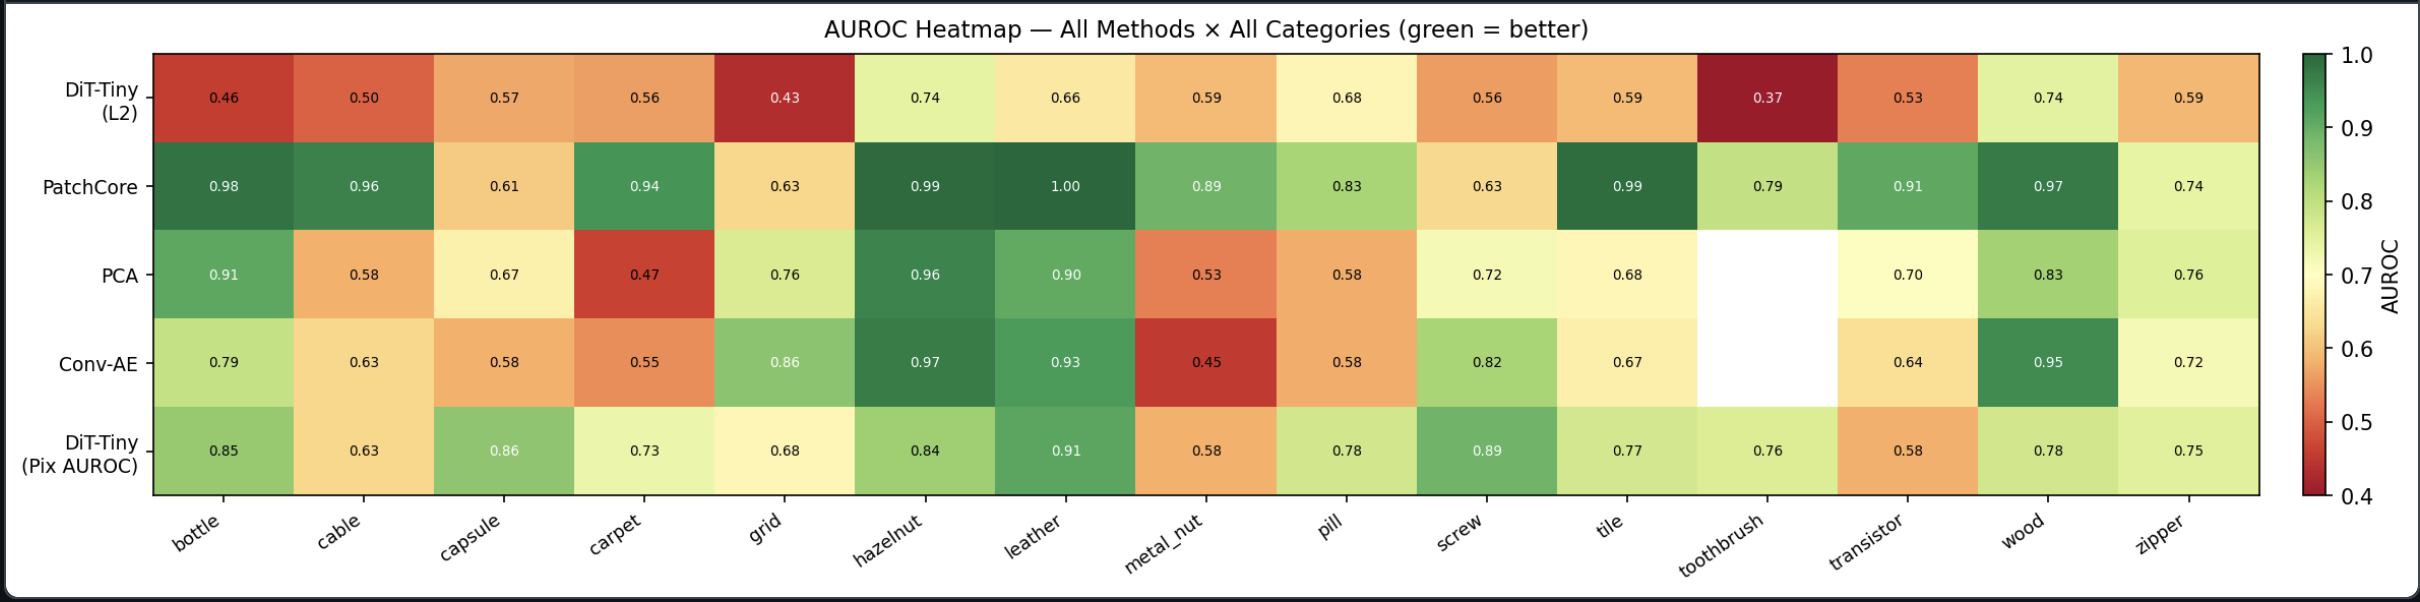 AUROC Heatmap — All Methods × All Categories (green = better)
DiT-Tiny
(L2)
0.46 0.50 0.57 0.56 0.43 0.74 0.66 0.59 0.68 0.56 0.59 0.37 0.53 0.74 0.59
PatchCore
0.98 0.96 0.61 0.94 0.63 0.99 1.00 0.89 0.83 0.63 0.99 0.79 0.91 0.97 0.74
PCA
0.91 0.58 0.67 0.47 0.76 0.96 0.90 0.53 0.58 0.72 0.68 0.70 0.83 0.76
Conv-AE
0.79 0.63 0.58 0.55 0.86 0.97 0.93 0.45 0.58 0.82 0.67 0.64 0.95 0.72
DiT-Tiny
(Pix AUROC)
0.85 0.63 0.86 0.73 0.68 0.84 0.91 0.58 0.78 0.89 0.77 0.76 0.58 0.78 0.75
bottle cable capsule carpet grid hazelnut leather metal_nut pill screw tile toothbrush transistor wood zipper
1.0
0.9
0.8
0.7
0.6
0.5
0.4
AUROC